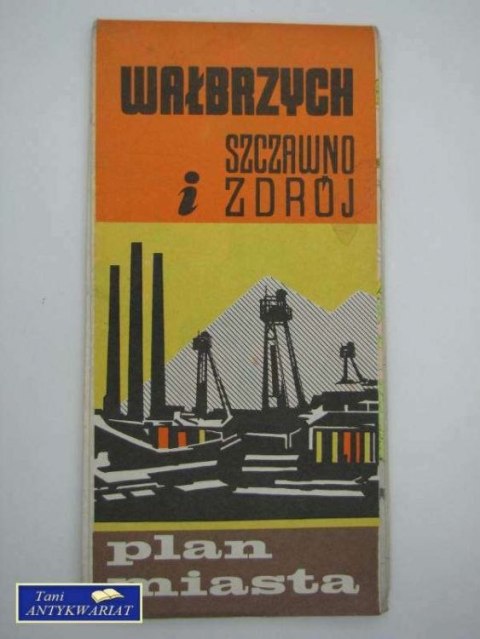 WAŁBRZYCH
SZCZAWNO
i ZDRÓJ
plan
miasta
Tani
ANTYKWARIAT